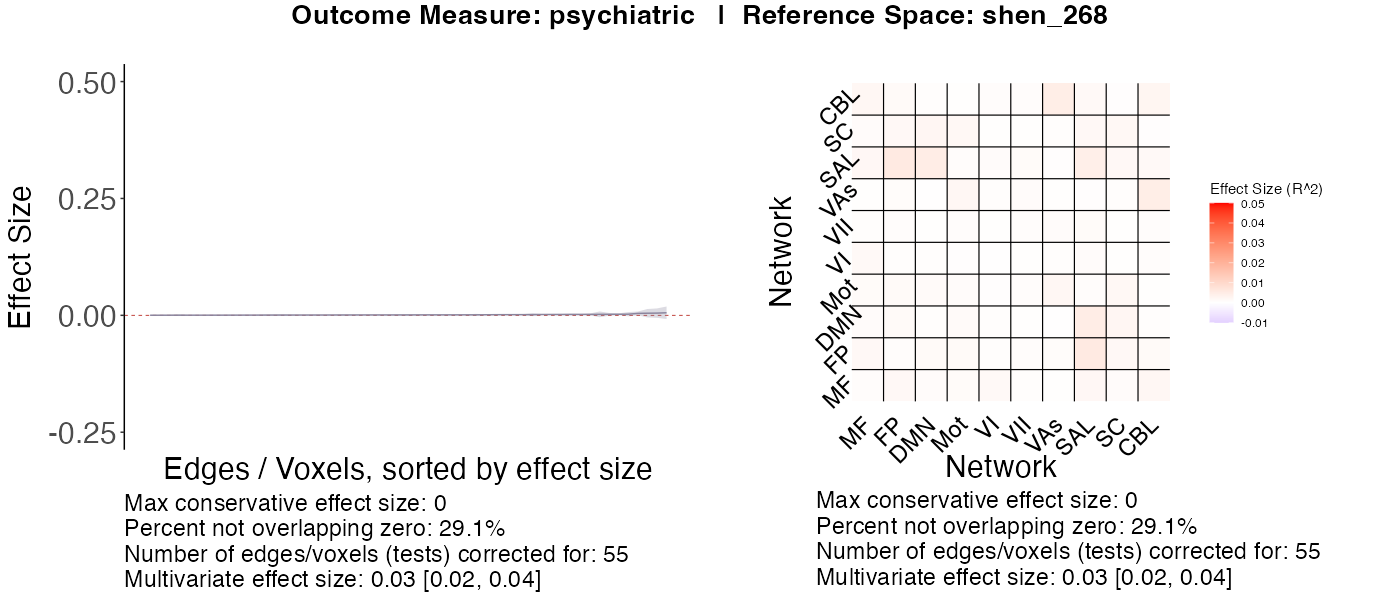 Outcome Measure: psychiatric | Reference Space: shen_268
0.50
0.25
0.00
-0.25
Effect Size
Edges / Voxels, sorted by effect size
Max conservative effect size: 0
Percent not overlapping zero: 29.1%
Number of edges/voxels (tests) corrected for: 55
Multivariate effect size: 0.03 [0.02, 0.04]
Network
CBL
SC
SAL
VAs
VII
VI
Mot
DMN
FP
MF
MF
FP
DMN
Mot
VI
VII
VAs
SAL
SC
CBL
Network
Effect Size (R^2)
0.05
0.04
0.03
0.02
0.01
0.00
-0.01
Max conservative effect size: 0
Percent not overlapping zero: 29.1%
Number of edges/voxels (tests) corrected for: 55
Multivariate effect size: 0.03 [0.02, 0.04]